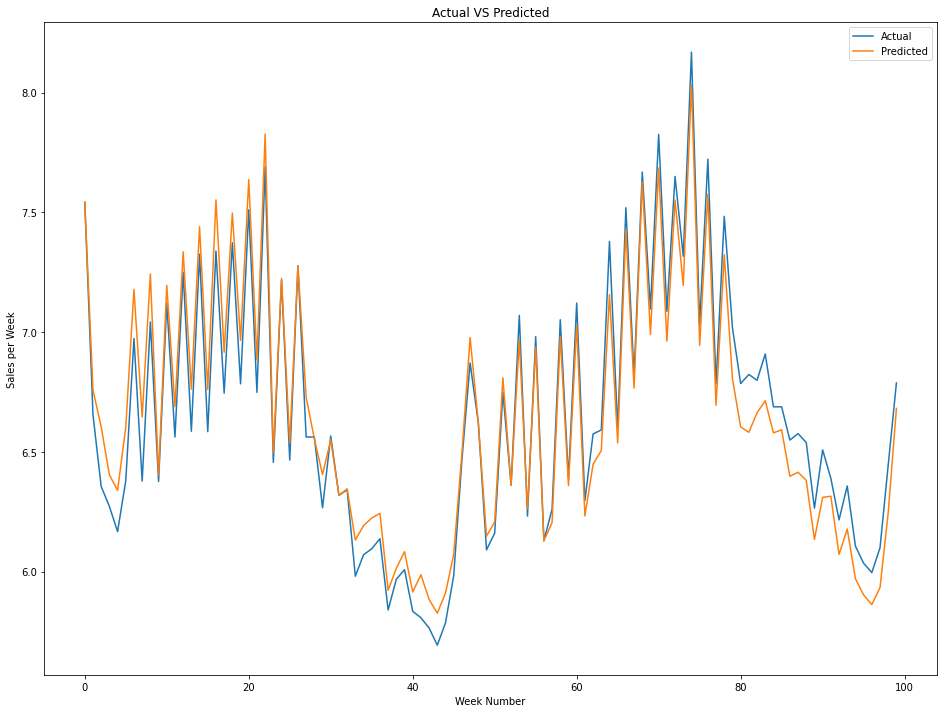 Actual VS Predicted
Actual
Predicted
8.0
7.5
7.0
6.5
6.0
Sales per Week
0 20 40 60 80 100
Week Number